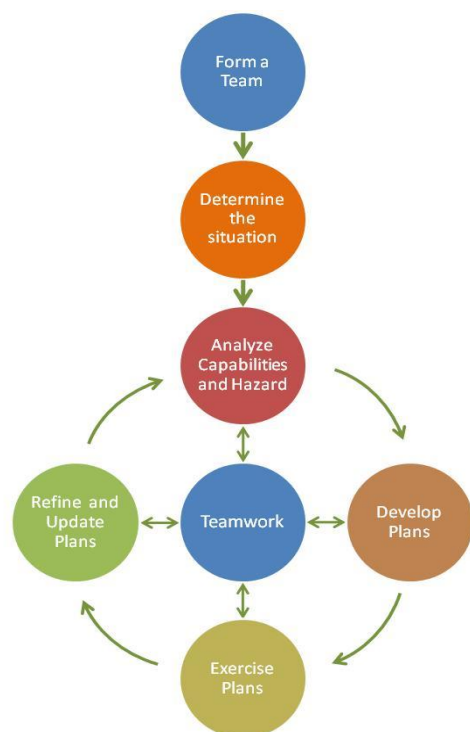 Form a
Team
Determine
the
situation
Analyze
Capabilities
and Hazard
Refine and
Update
Plans
Teamwork
Develop
Plans
Exercise
Plans